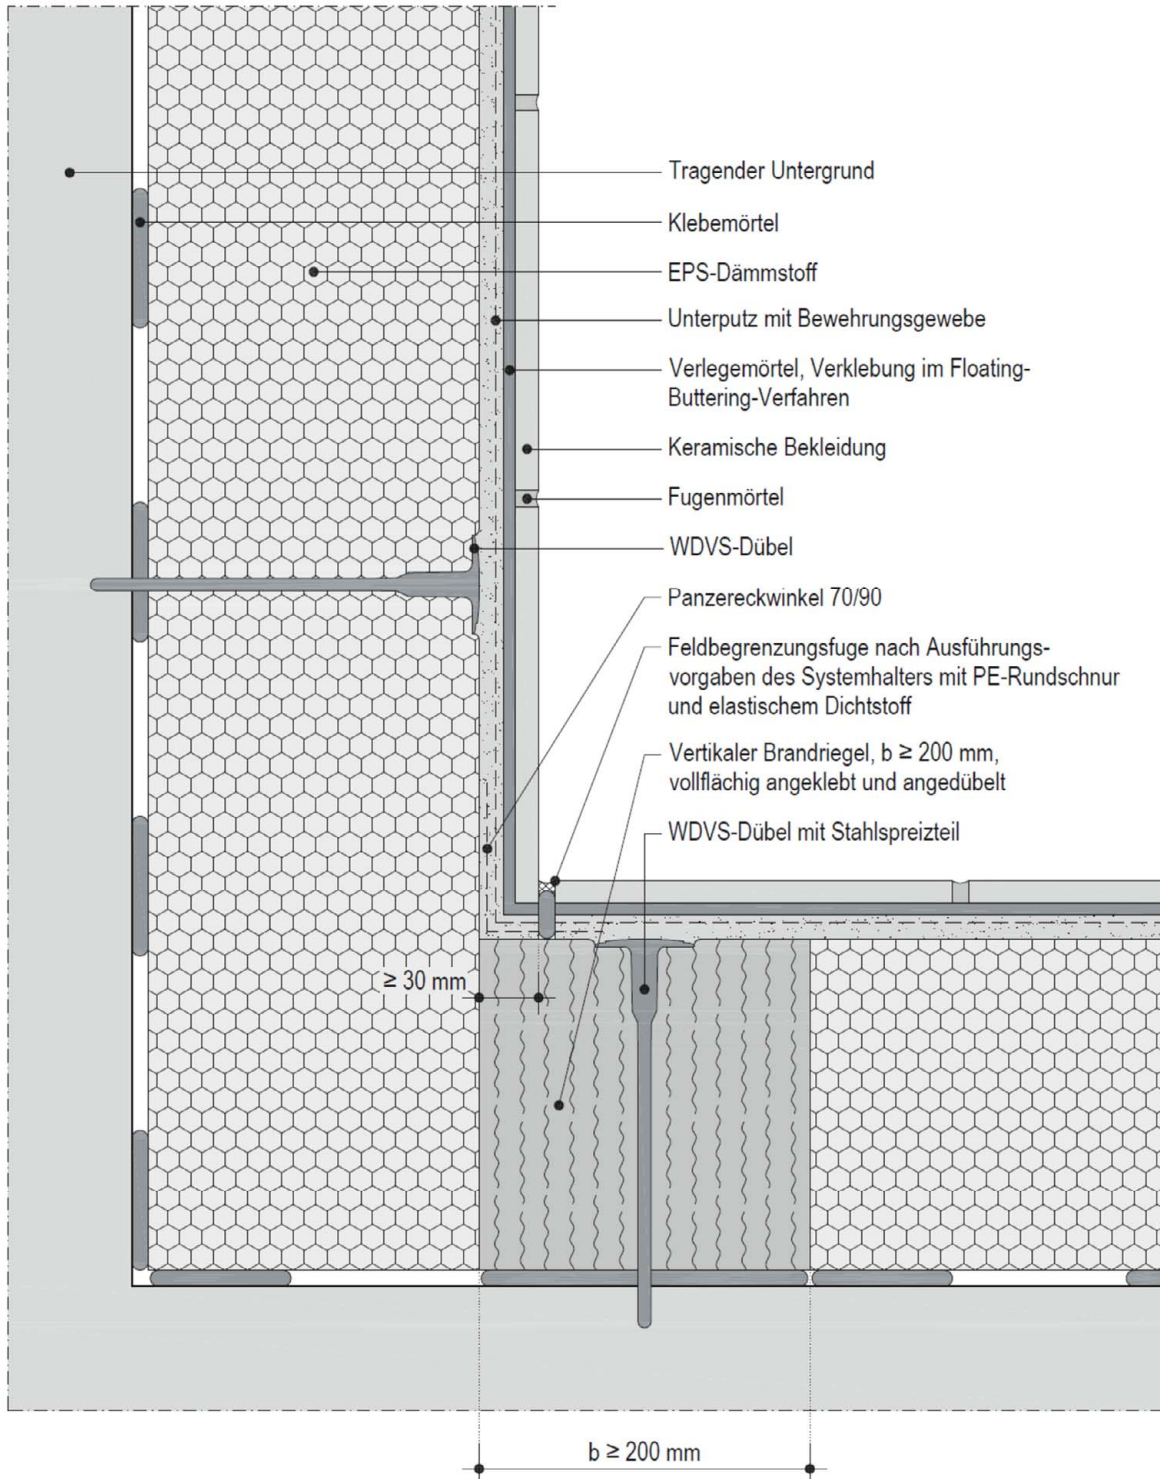 Tragender Untergrund
Klebemörtel
EPS-Dämmstoff
Unterputz mit Bewehrungsgewebe
Verlegemörtel, Verklebung im Floating-
Buttering-Verfahren
Keramische Bekleidung
Fugenmörtel
WDVS-Dübel
Panzereckwinkel 70/90
Feldbegrenzungsfuge nach Ausführungs-
vorgaben des Systemhalters mit PE-Rundschnur
und elastischem Dichtstoff
Vertikaler Brandriegel, b ≥ 200 mm,
vollflächig angeklebt und angedübelt
WDVS-Dübel mit Stahlspreizteil
≥ 30 mm
b ≥ 200 mm